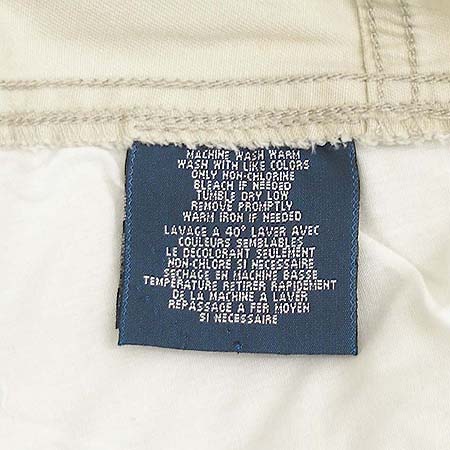 MACHINE WASH WARM
WASH WITH LIKE COLORS
ONLY NON-CHLORINE
BLEACH IF NEEDED
TUMBLE DRY LOW
REMOVE PROMPTLY
WARM IRON IF NEEDED
LAVAGE A 40° LAVER AVEC
COULEURS SEMBLABLES
LE DECOLORANT SEULEMENT
NON-CHLORE SI NECESSAIRE
SECHAGE EN MACHINE BASSE
TEMPERATURE RETIRER RAPIDEMENT
DE LA MACHINE A LAVER
REPASSAGE A FER MOYEN
SI NECESSAIRE